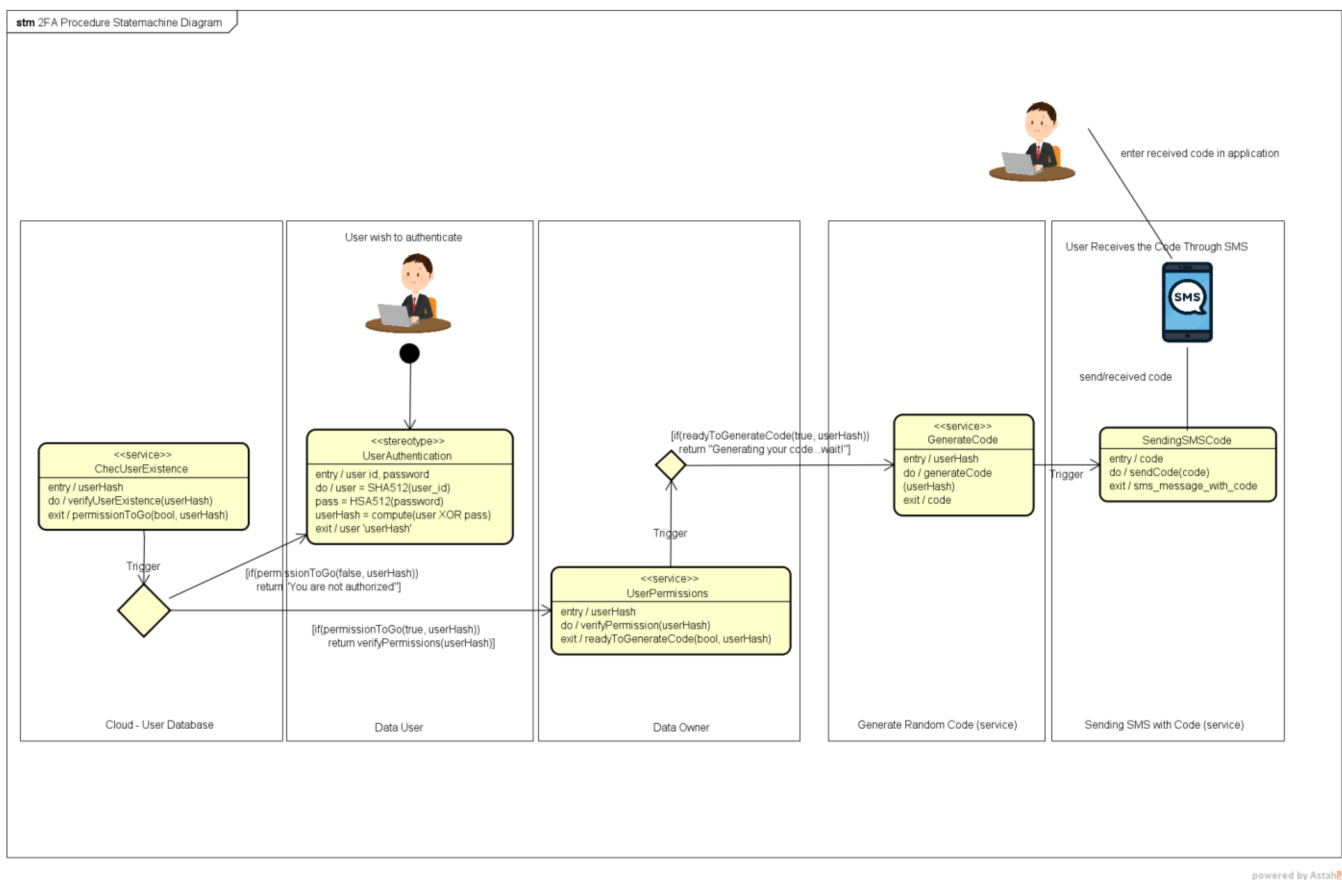 stm 2FA Procedure Statemachine Diagram
enter received code in application
User wish to authenticate
User Receives the Code Through SMS
SMS
send/received code
<<service>>
ChecUserExistence
entry / userHash
do / verifyUserExistence(userHash)
exit / permissionToGo(bool, userHash)
Trigger
<<stereotype>>
UserAuthentication
entry / user id, password
do / user = SHA512(user_id)
pass = HSA512(password)
userHash = compute(user XOR pass)
exit / user 'userHash'
[if(permissionToGo(false, userHash))
return "You are not authorized"]
[if(permissionToGo(true, userHash))
return verifyPermissions(userHash)]
<<service>>
UserPermissions
entry / userHash
do / verifyPermission(userHash)
exit / readyToGenerateCode(bool, userHash)
Trigger
[if(readyToGenerateCode(true, userHash))
return "Generating your code...wait!"]
<<service>>
GenerateCode
entry / userHash
do / generateCode
(userHash)
exit / code
Trigger
SendingSMSCode
entry / code
do / sendCode(code)
exit / sms_message_with_code
Cloud - User Database
Data User
Data Owner
Generate Random Code (service)
Sending SMS with Code (service)
powered by Astah